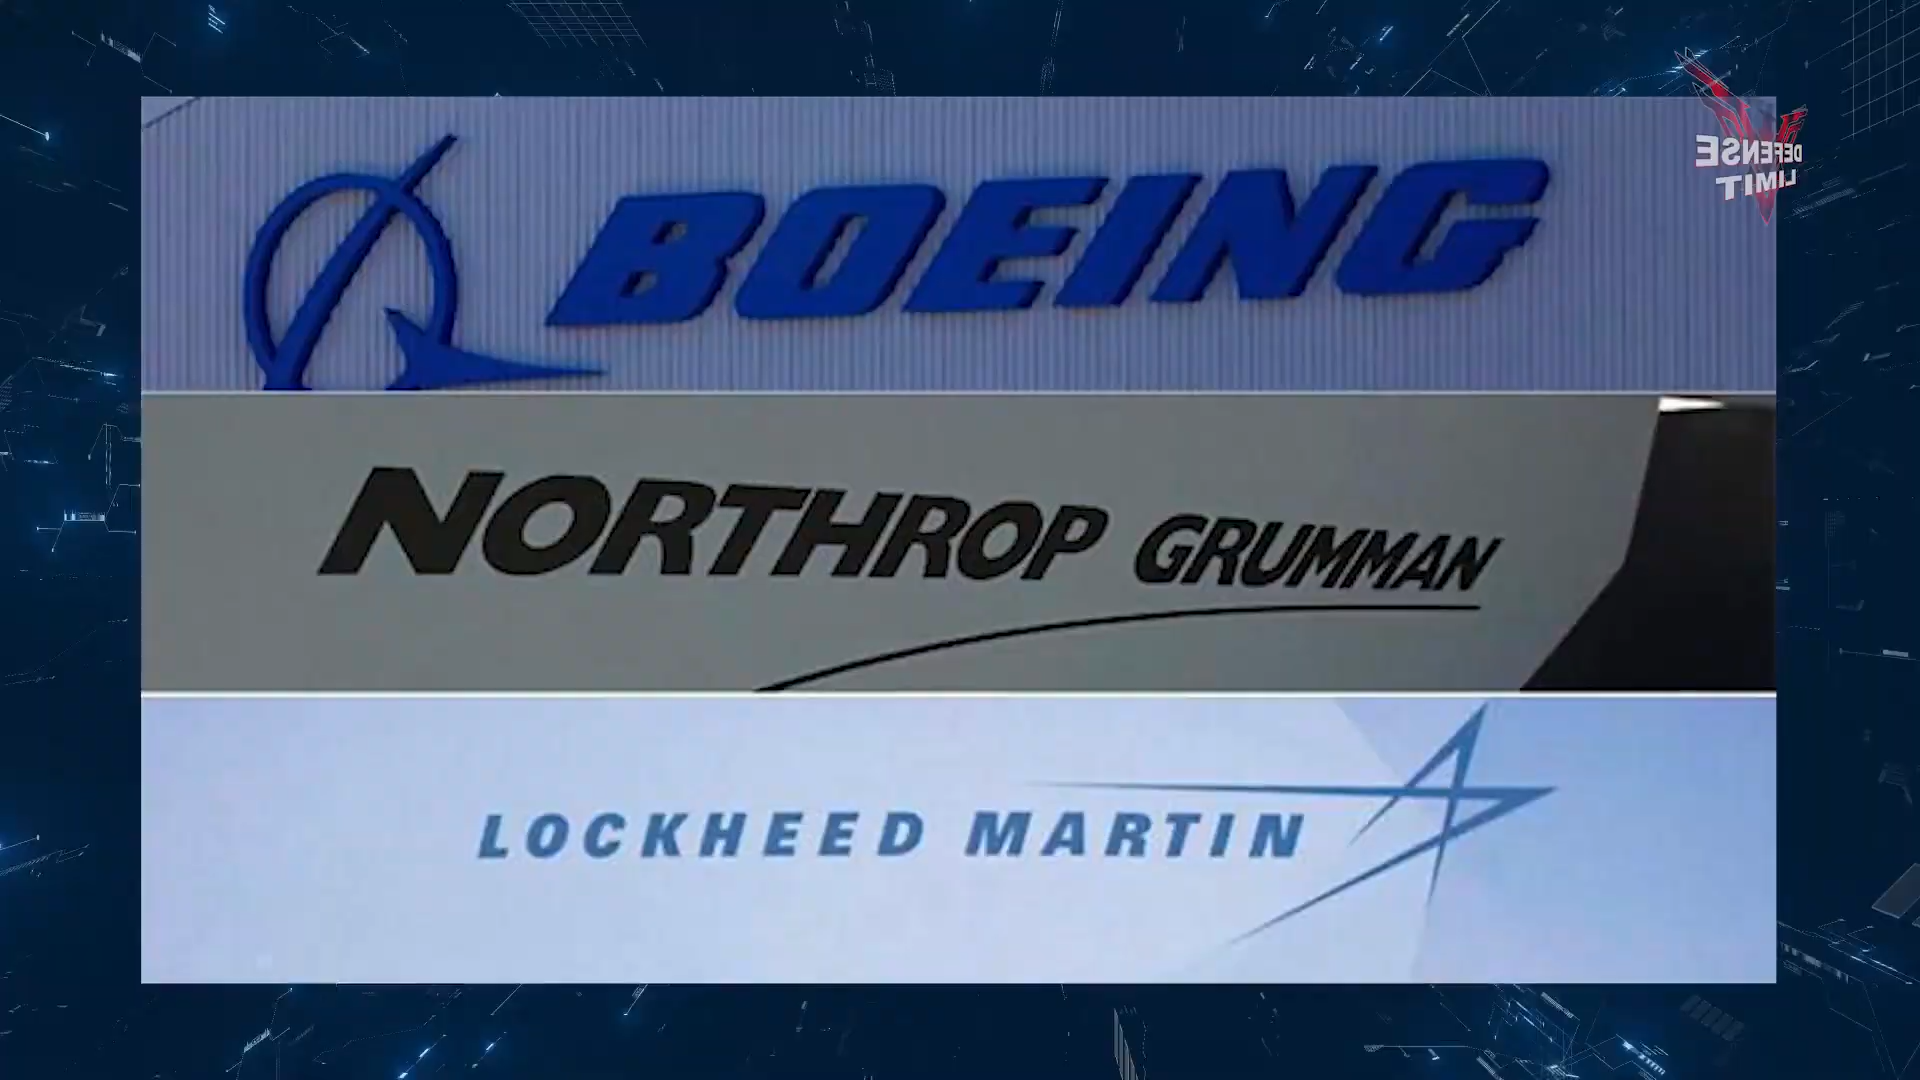 BOEING
DEFENSE
LIMIT
NORTHROP GRUMMAN
LOCKHEED MARTIN